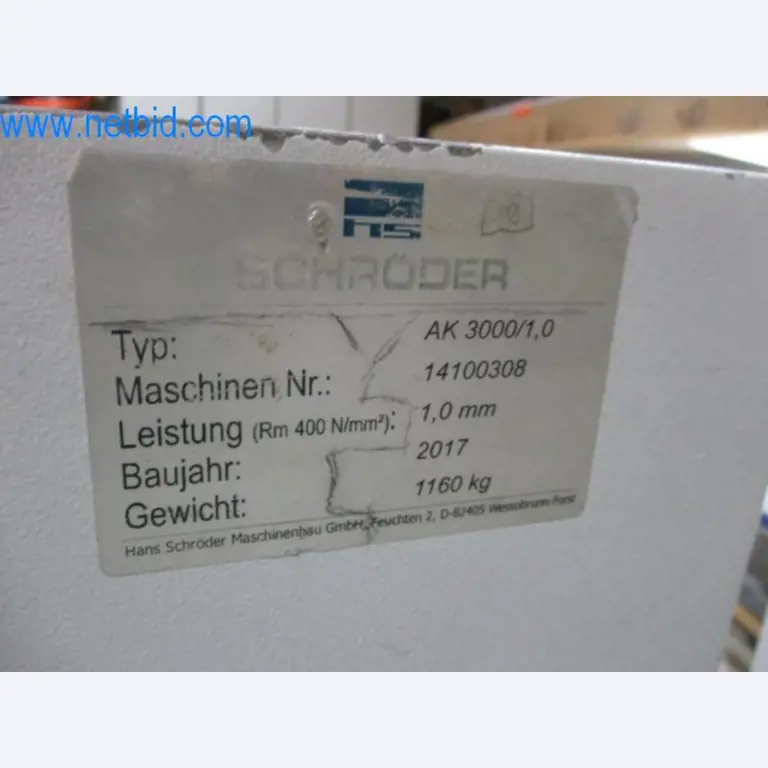 www.netbid.com
hs
SCHRÖDER
Typ: AK 3000/1,0
Maschinen Nr.: 14100308
Leistung (Rm 400 N/mm²): 1,0 mm
Baujahr: 2017
Gewicht: 1160 kg
Hans Schröder Maschinenbau GmbH, Feuchten 2, D-82405 Wessobrunn-Forst